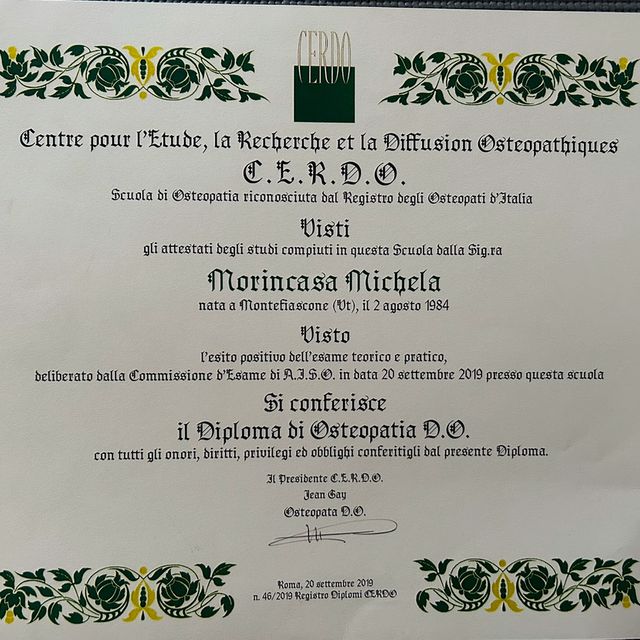 CERDO
Centre pour l'Etude, la Recherche et la Diffusion Osteopathiques
C.E.R.D.O.
Scuola di Osteopatia riconosciuta dal Registro degli Osteopati d'Italia
Visti
gli attestati degli studi compiuti in questa Scuola dalla Sig.ra
Morincasa Michela
nata a Montefiascone (Vt), il 2 agosto 1984
Visto
l'esito positivo dell'esame teorico e pratico,
deliberato dalla Commissione d'Esame di A.I.S.O. in data 20 settembre 2019 presso questa scuola
Si conferisce
il Diploma di Osteopatia D.O.
con tutti gli onori, diritti, privilegi ed obblighi conferitigli dal presente Diploma.
Il Presidente C.E.R.D.O.
Jean Gay
Osteopata D.O.
Roma, 20 settembre 2019
n. 46/2019 Registro Diplomi CERDO